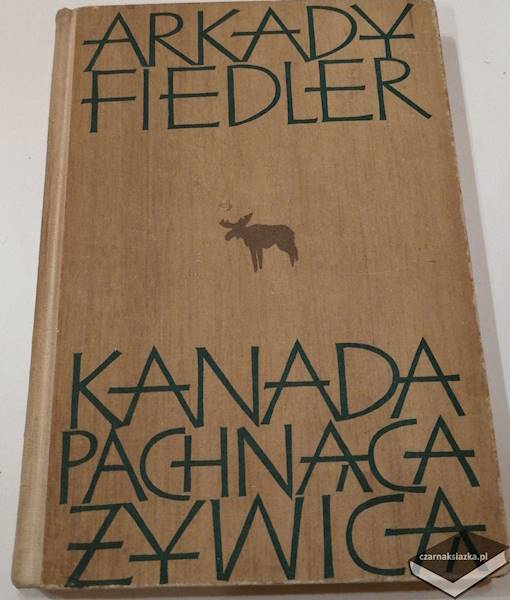 ARKADY
FIEDLER
KANADA
PACHNĄCA
ŻYWICĄ
czarnaksiazka.pl